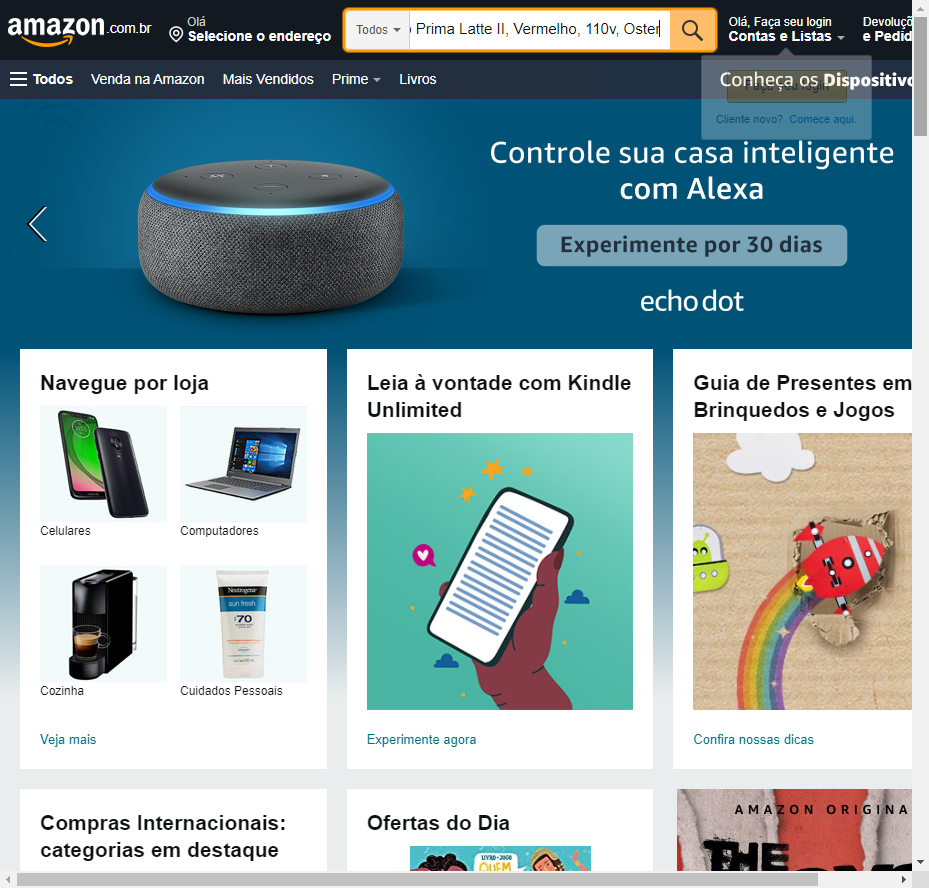 amazon.com.br
Olá
Selecione o endereço
Todos
Prima Latte II, Vermelho, 110v, Oster
Olá, Faça seu login
Contas e Listas
Devoluçõ
e Pedid
Todos
Venda na Amazon
Mais Vendidos
Prime
Livros
Conheça os Dispositivo
Faça seu login
Cliente novo? Comece aqui.
Controle sua casa inteligente
com Alexa
Experimente por 30 dias
echo dot
Navegue por loja
Celulares
Computadores
Neutrogena
sun fresh
70
Cozinha
Cuidados Pessoais
Veja mais
Leia à vontade com Kindle
Unlimited
Experimente agora
Guia de Presentes em
Brinquedos e Jogos
Confira nossas dicas
Compras Internacionais:
categorias em destaque
Ofertas do Dia
LIVRO + JOGO
QUEM
AMAZON ORIGINA
THE